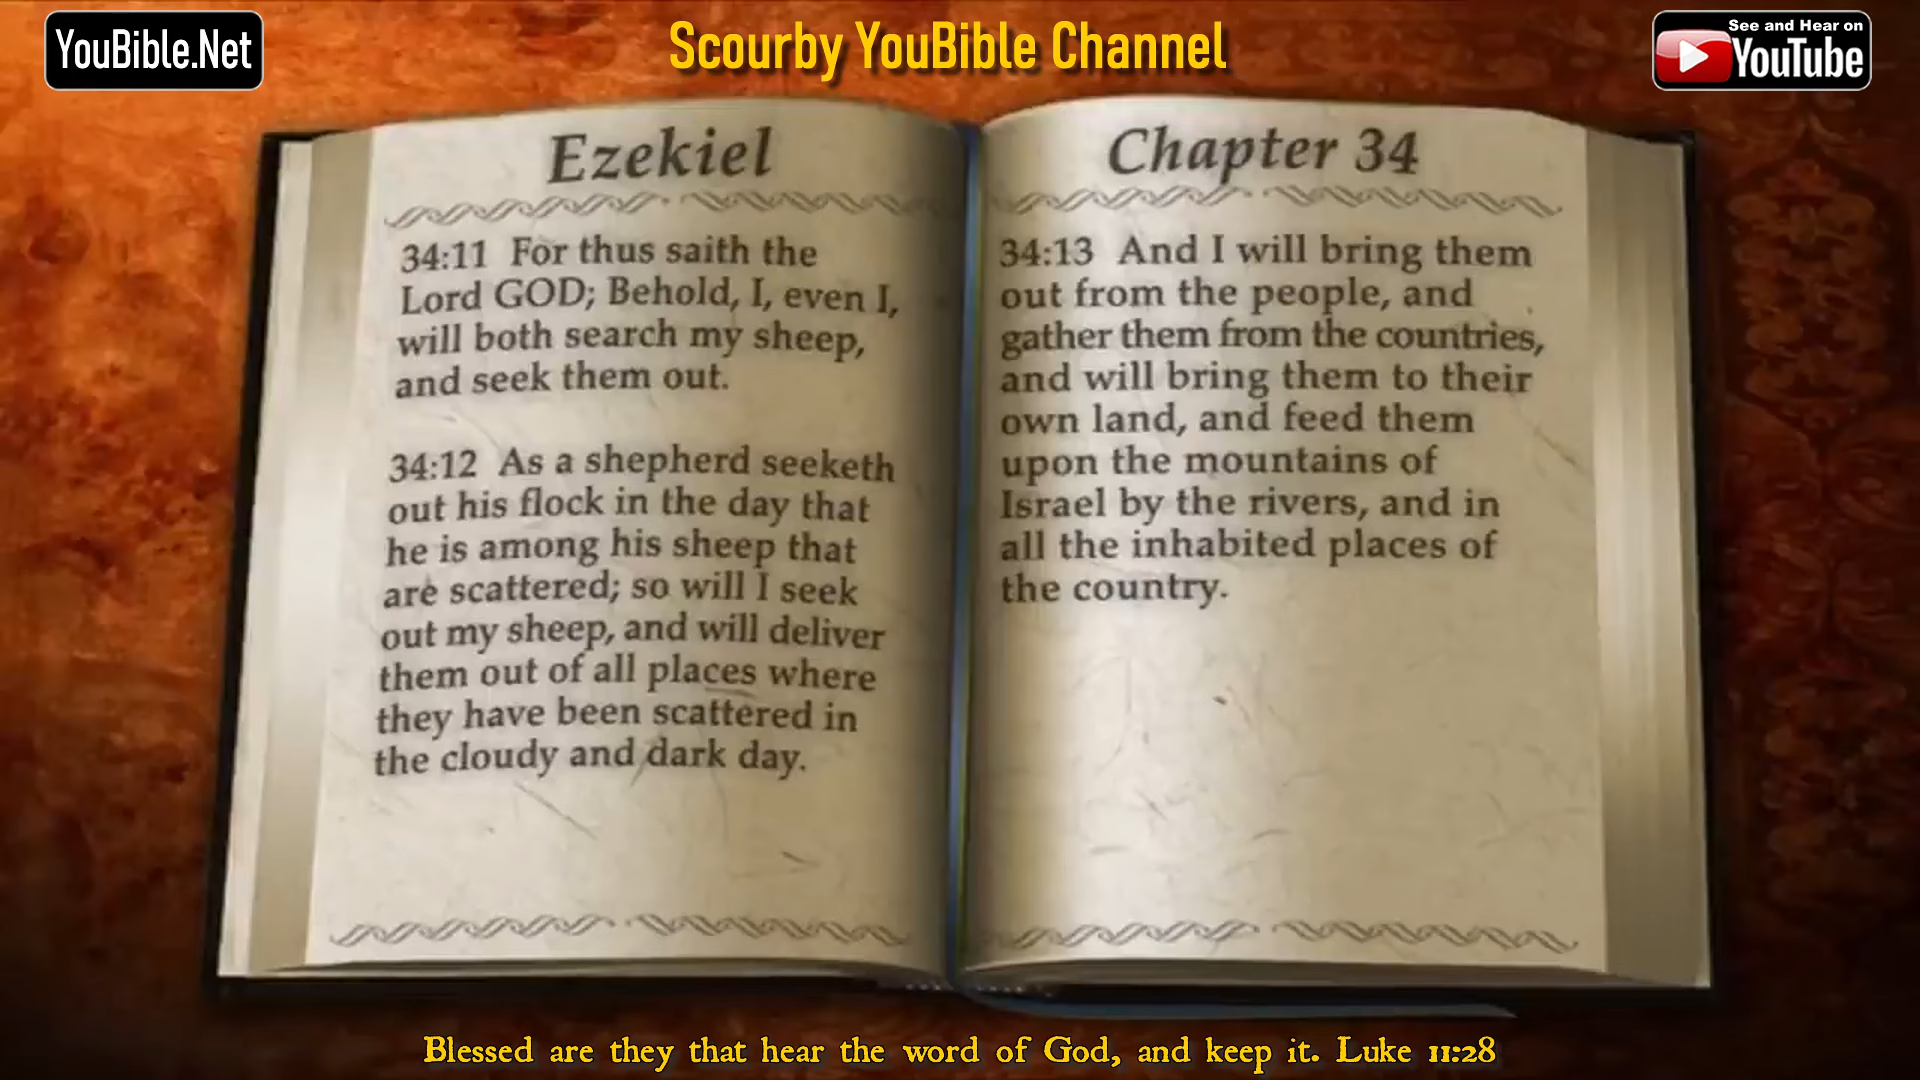 YouBible.Net
Scourby YouBible Channel
See and Hear on
YouTube
Ezekiel
34:11 For thus saith the
Lord GOD; Behold, I, even I,
will both search my sheep,
and seek them out.
34:12 As a shepherd seeketh
out his flock in the day that
he is among his sheep that
are scattered; so will I seek
out my sheep, and will deliver
them out of all places where
they have been scattered in
the cloudy and dark day.
Chapter 34
34:13 And I will bring them
out from the people, and
gather them from the countries,
and will bring them to their
own land, and feed them
upon the mountains of
Israel by the rivers, and in
all the inhabited places of
the country.
Blessed are they that hear the word of God, and keep it. Luke 11:28